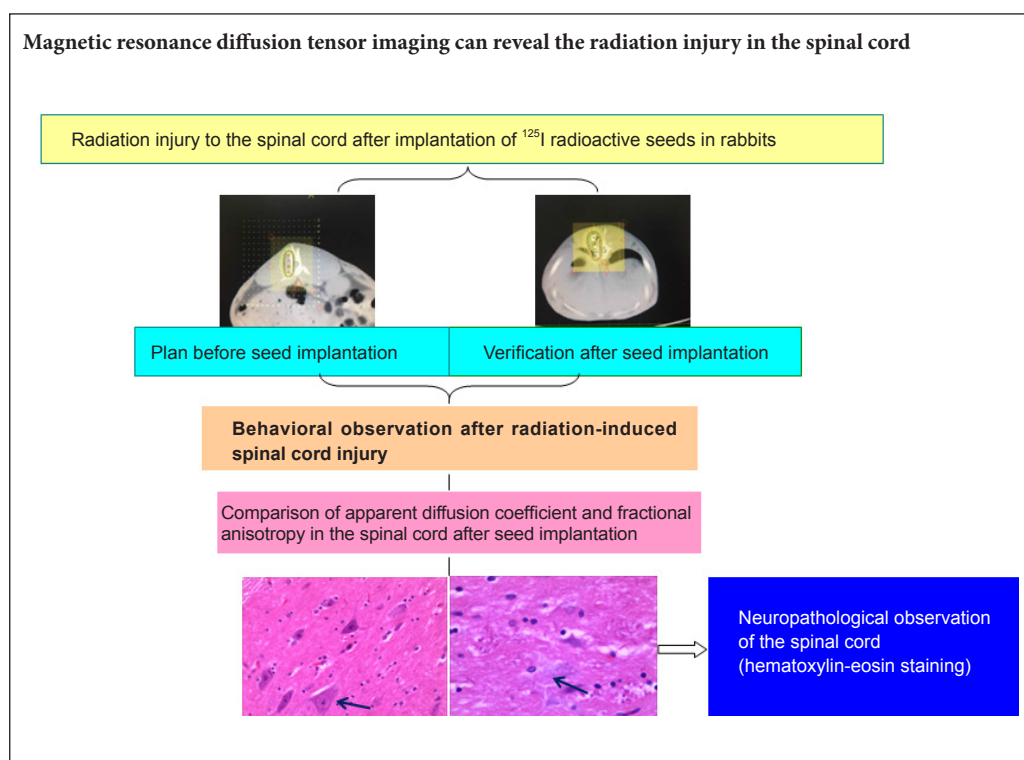 Magnetic resonance diffusion tensor imaging can reveal the radiation injury in the spinal cord
Radiation injury to the spinal cord after implantation of ¹²⁵I radioactive seeds in rabbits
Plan before seed implantation
Verification after seed implantation
Behavioral observation after radiation-induced
spinal cord injury
Comparison of apparent diffusion coefficient and fractional
anisotropy in the spinal cord after seed implantation
Neuropathological observation
of the spinal cord
(hematoxylin-eosin staining)